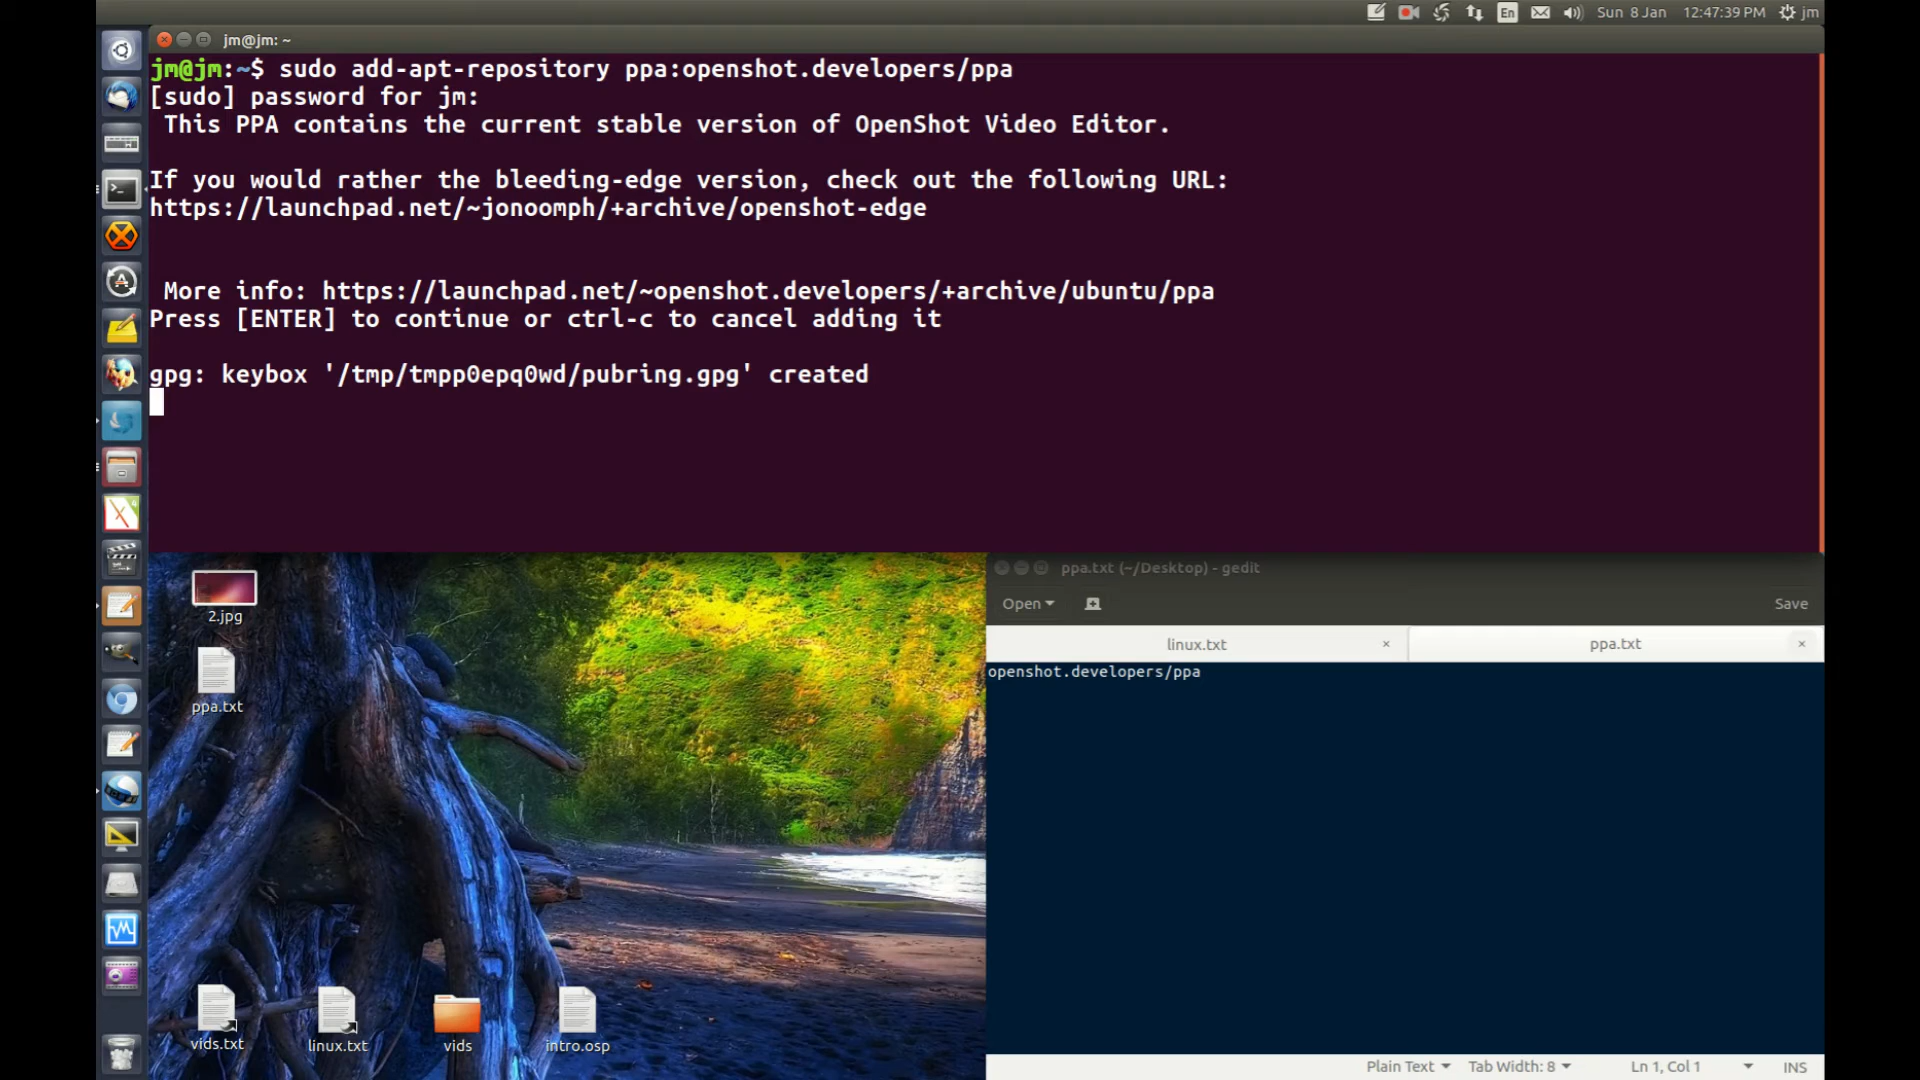 En
Sun 8 Jan
12:47:39 PM
jm
jm@jm: ~
jm@jm:~$ sudo add-apt-repository ppa:openshot.developers/ppa
[sudo] password for jm:
This PPA contains the current stable version of OpenShot Video Editor.
If you would rather the bleeding-edge version, check out the following URL:
https://launchpad.net/~jonoomph/+archive/openshot-edge
More info: https://launchpad.net/~openshot.developers/+archive/ubuntu/ppa
Press [ENTER] to continue or ctrl-c to cancel adding it
gpg: keybox '/tmp/tmpp0epq0wd/pubring.gpg' created
2.jpg
ppa.txt
vids.txt
linux.txt
vids
intro.osp
ppa.txt (~/Desktop) - gedit
Open
Save
linux.txt
ppa.txt
openshot.developers/ppa
Plain Text
Tab Width: 8
Ln 1, Col 1
INS